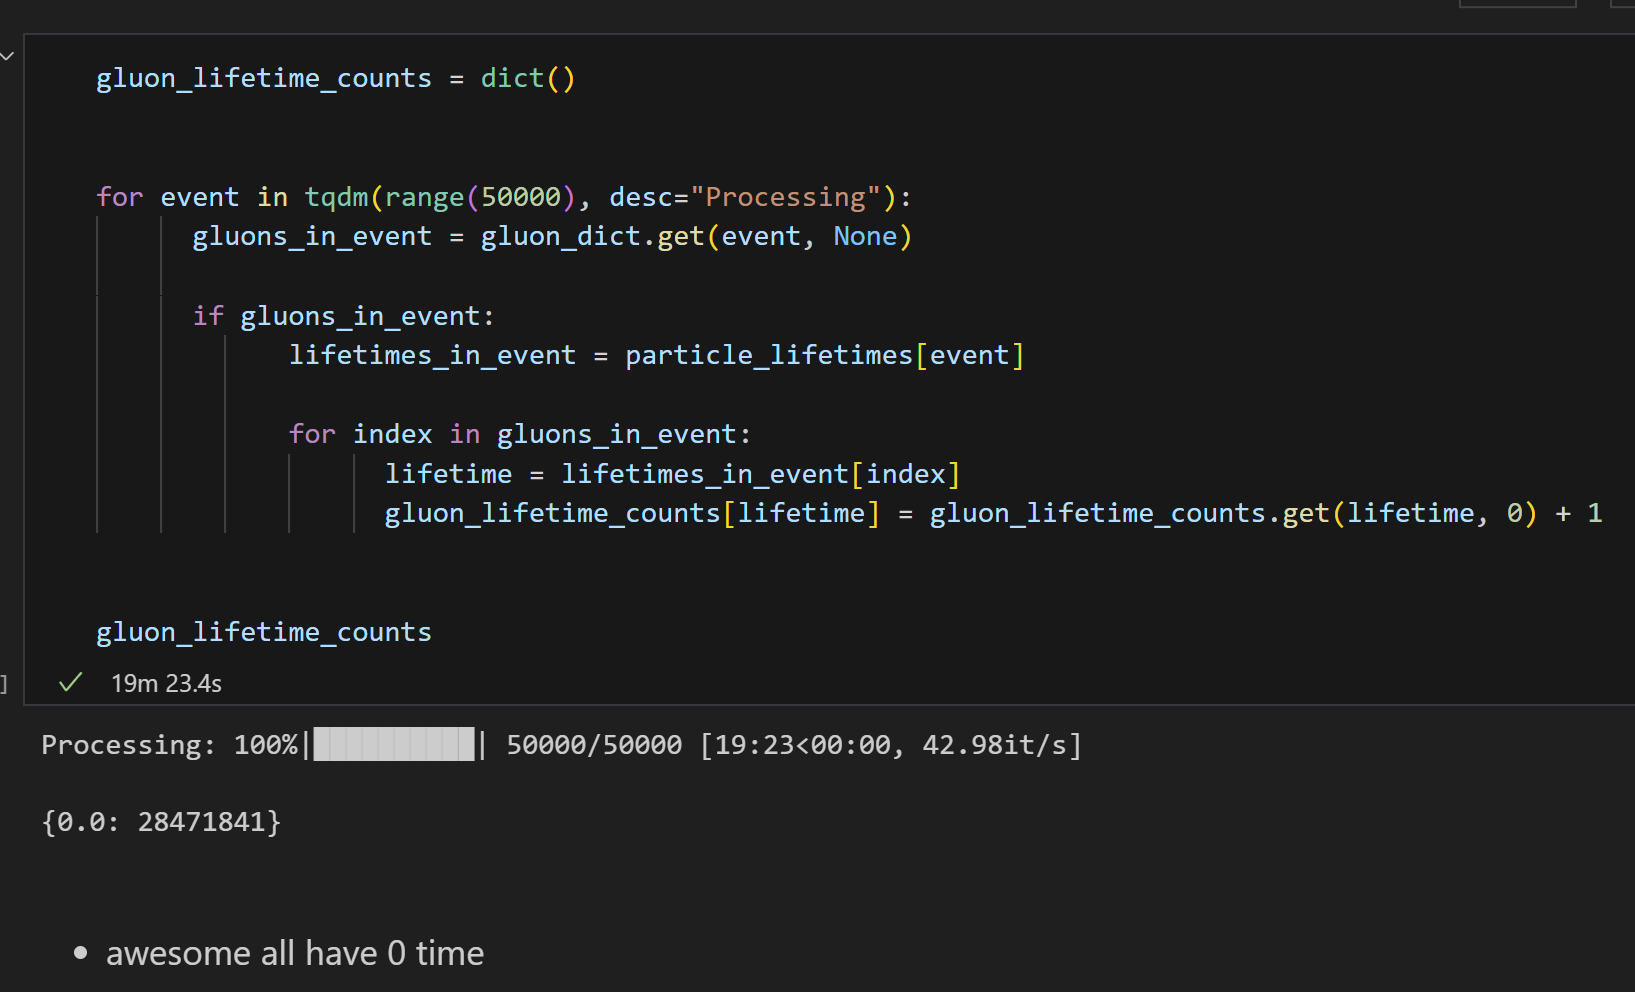 gluon_lifetime_counts = dict()
for event in tqdm(range(50000), desc="Processing"):
gluons_in_event = gluon_dict.get(event, None)
if gluons_in_event:
lifetimes_in_event = particle_lifetimes[event]
for index in gluons_in_event:
lifetime = lifetimes_in_event[index]
gluon_lifetime_counts[lifetime] = gluon_lifetime_counts.get(lifetime, 0) + 1
gluon_lifetime_counts
] ✓ 19m 23.4s
Processing: 100%|██████████| 50000/50000 [19:23<00:00, 42.98it/s]
{0.0: 28471841}
• awesome all have 0 time